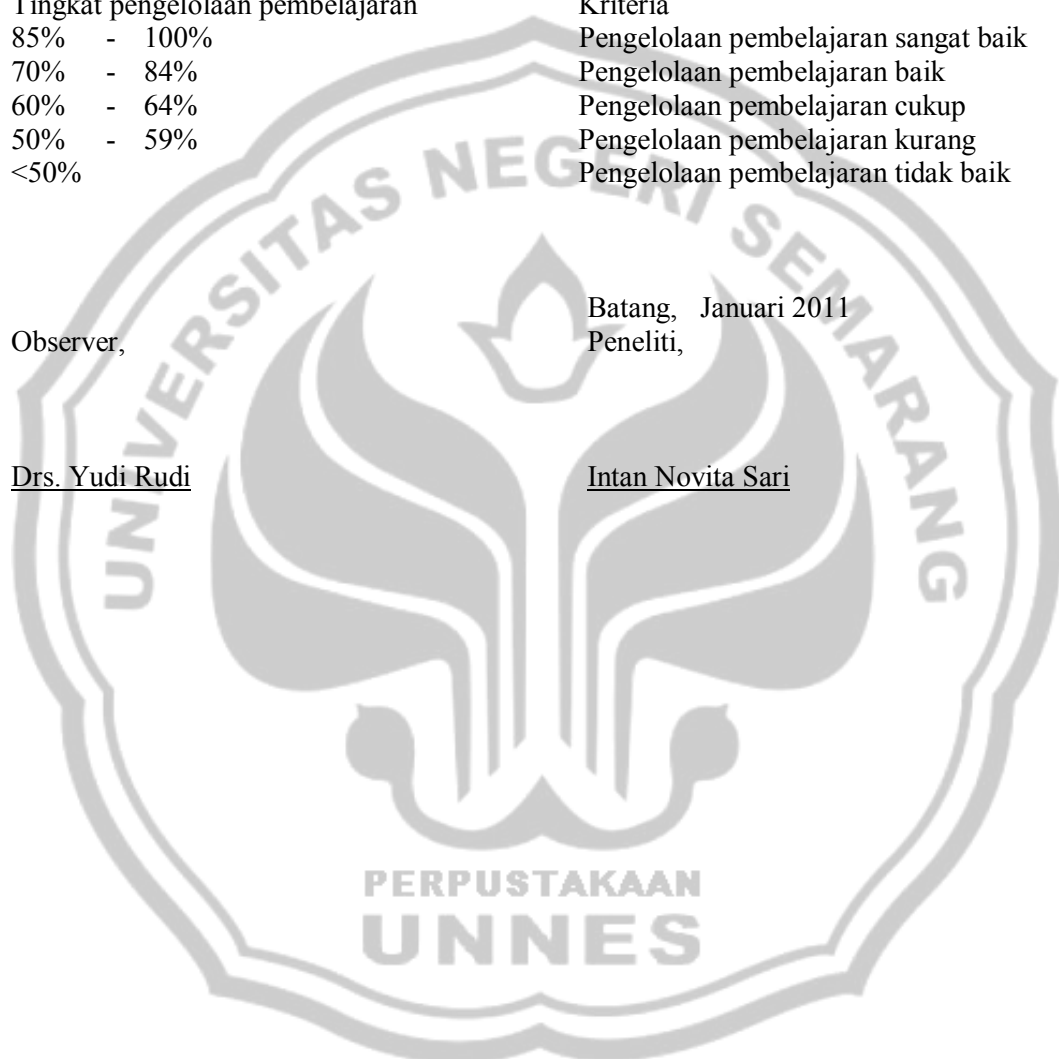 Tingkat pengelolaan pembelajaran Kriteria
85% - 100% Pengelolaan pembelajaran sangat baik
70% - 84% Pengelolaan pembelajaran baik
60% - 64% Pengelolaan pembelajaran cukup
50% - 59% Pengelolaan pembelajaran kurang
<50% Pengelolaan pembelajaran tidak baik
UNIVERSITAS NEGERI SEMARANG
Batang, Januari 2011
Observer, Peneliti,
Drs. Yudi Rudi Intan Novita Sari
PERPUSTAKAAN
UNNES